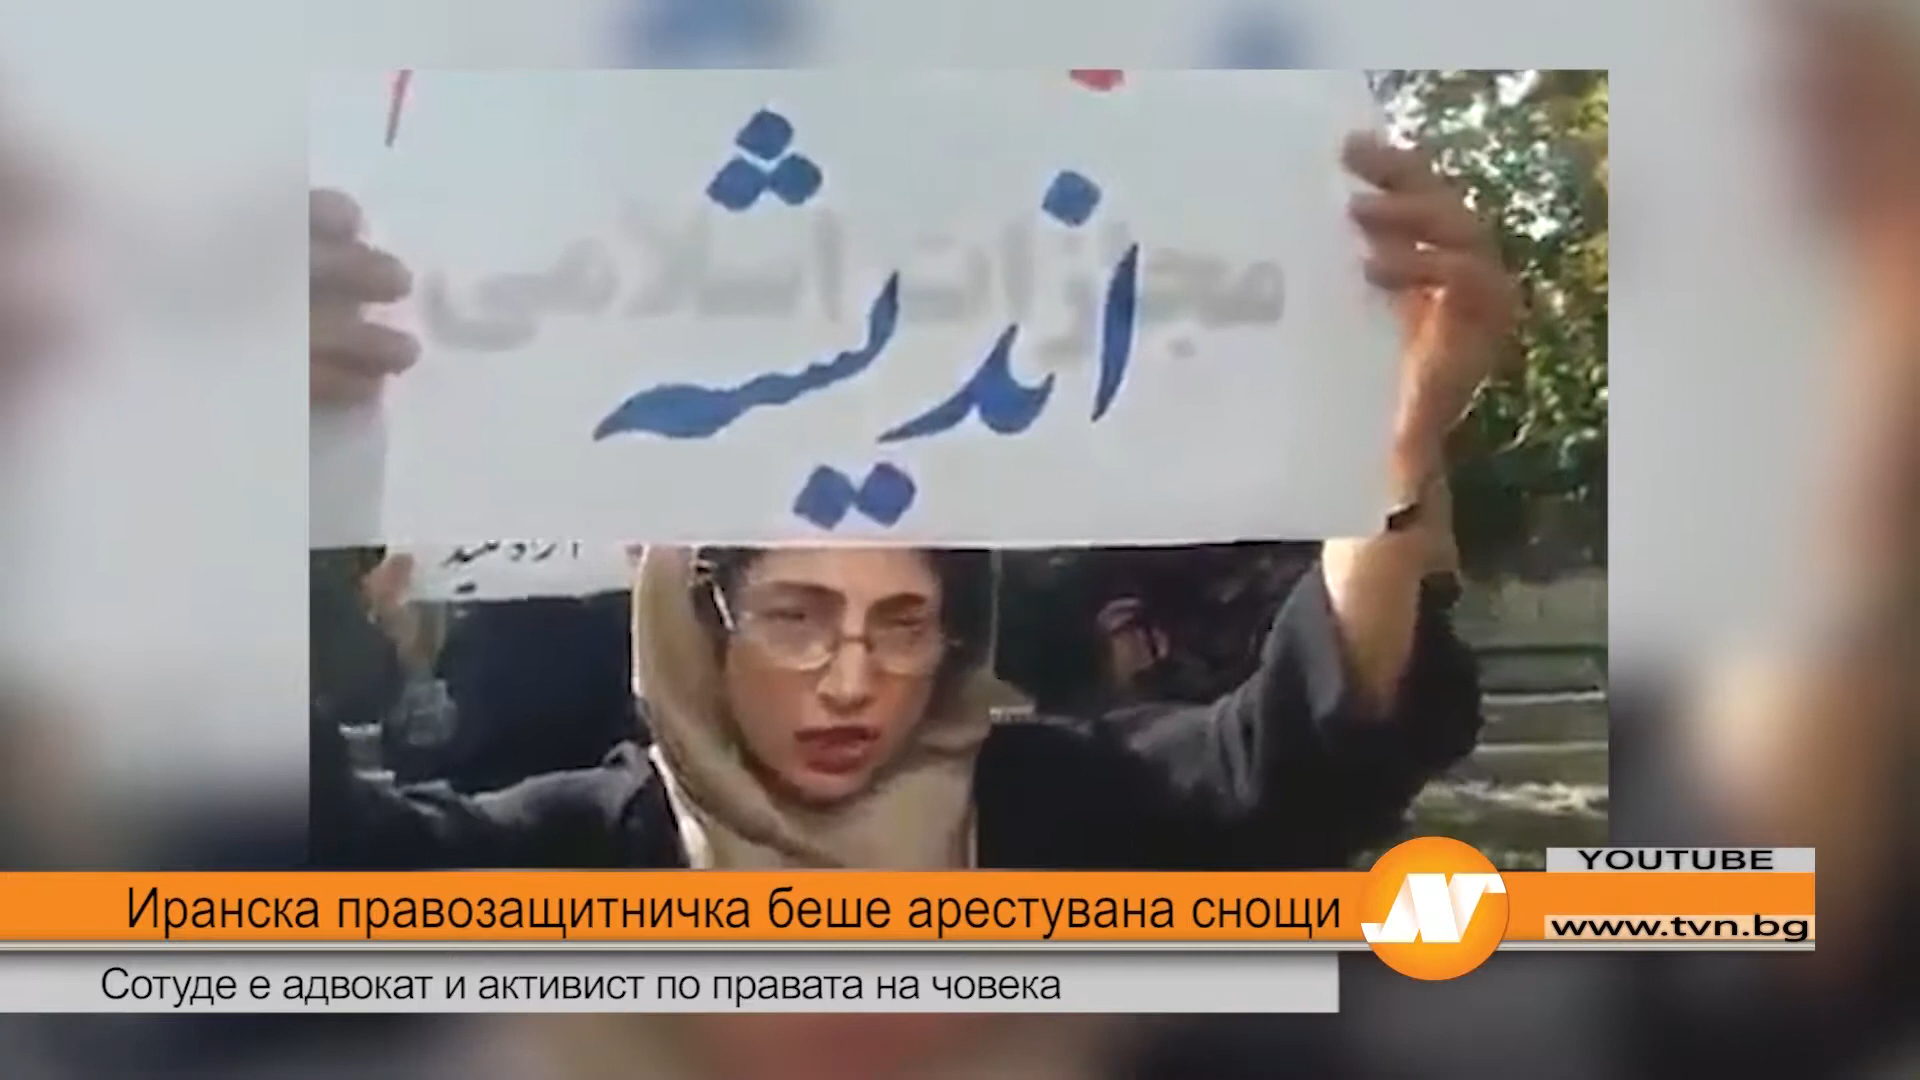 اندیشه
مجازات اسلامی
YOUTUBE
Иранска правозащитничка беше арестувана снощи
www.tvn.bg
Сотуде е адвокат и активист по правата на човека